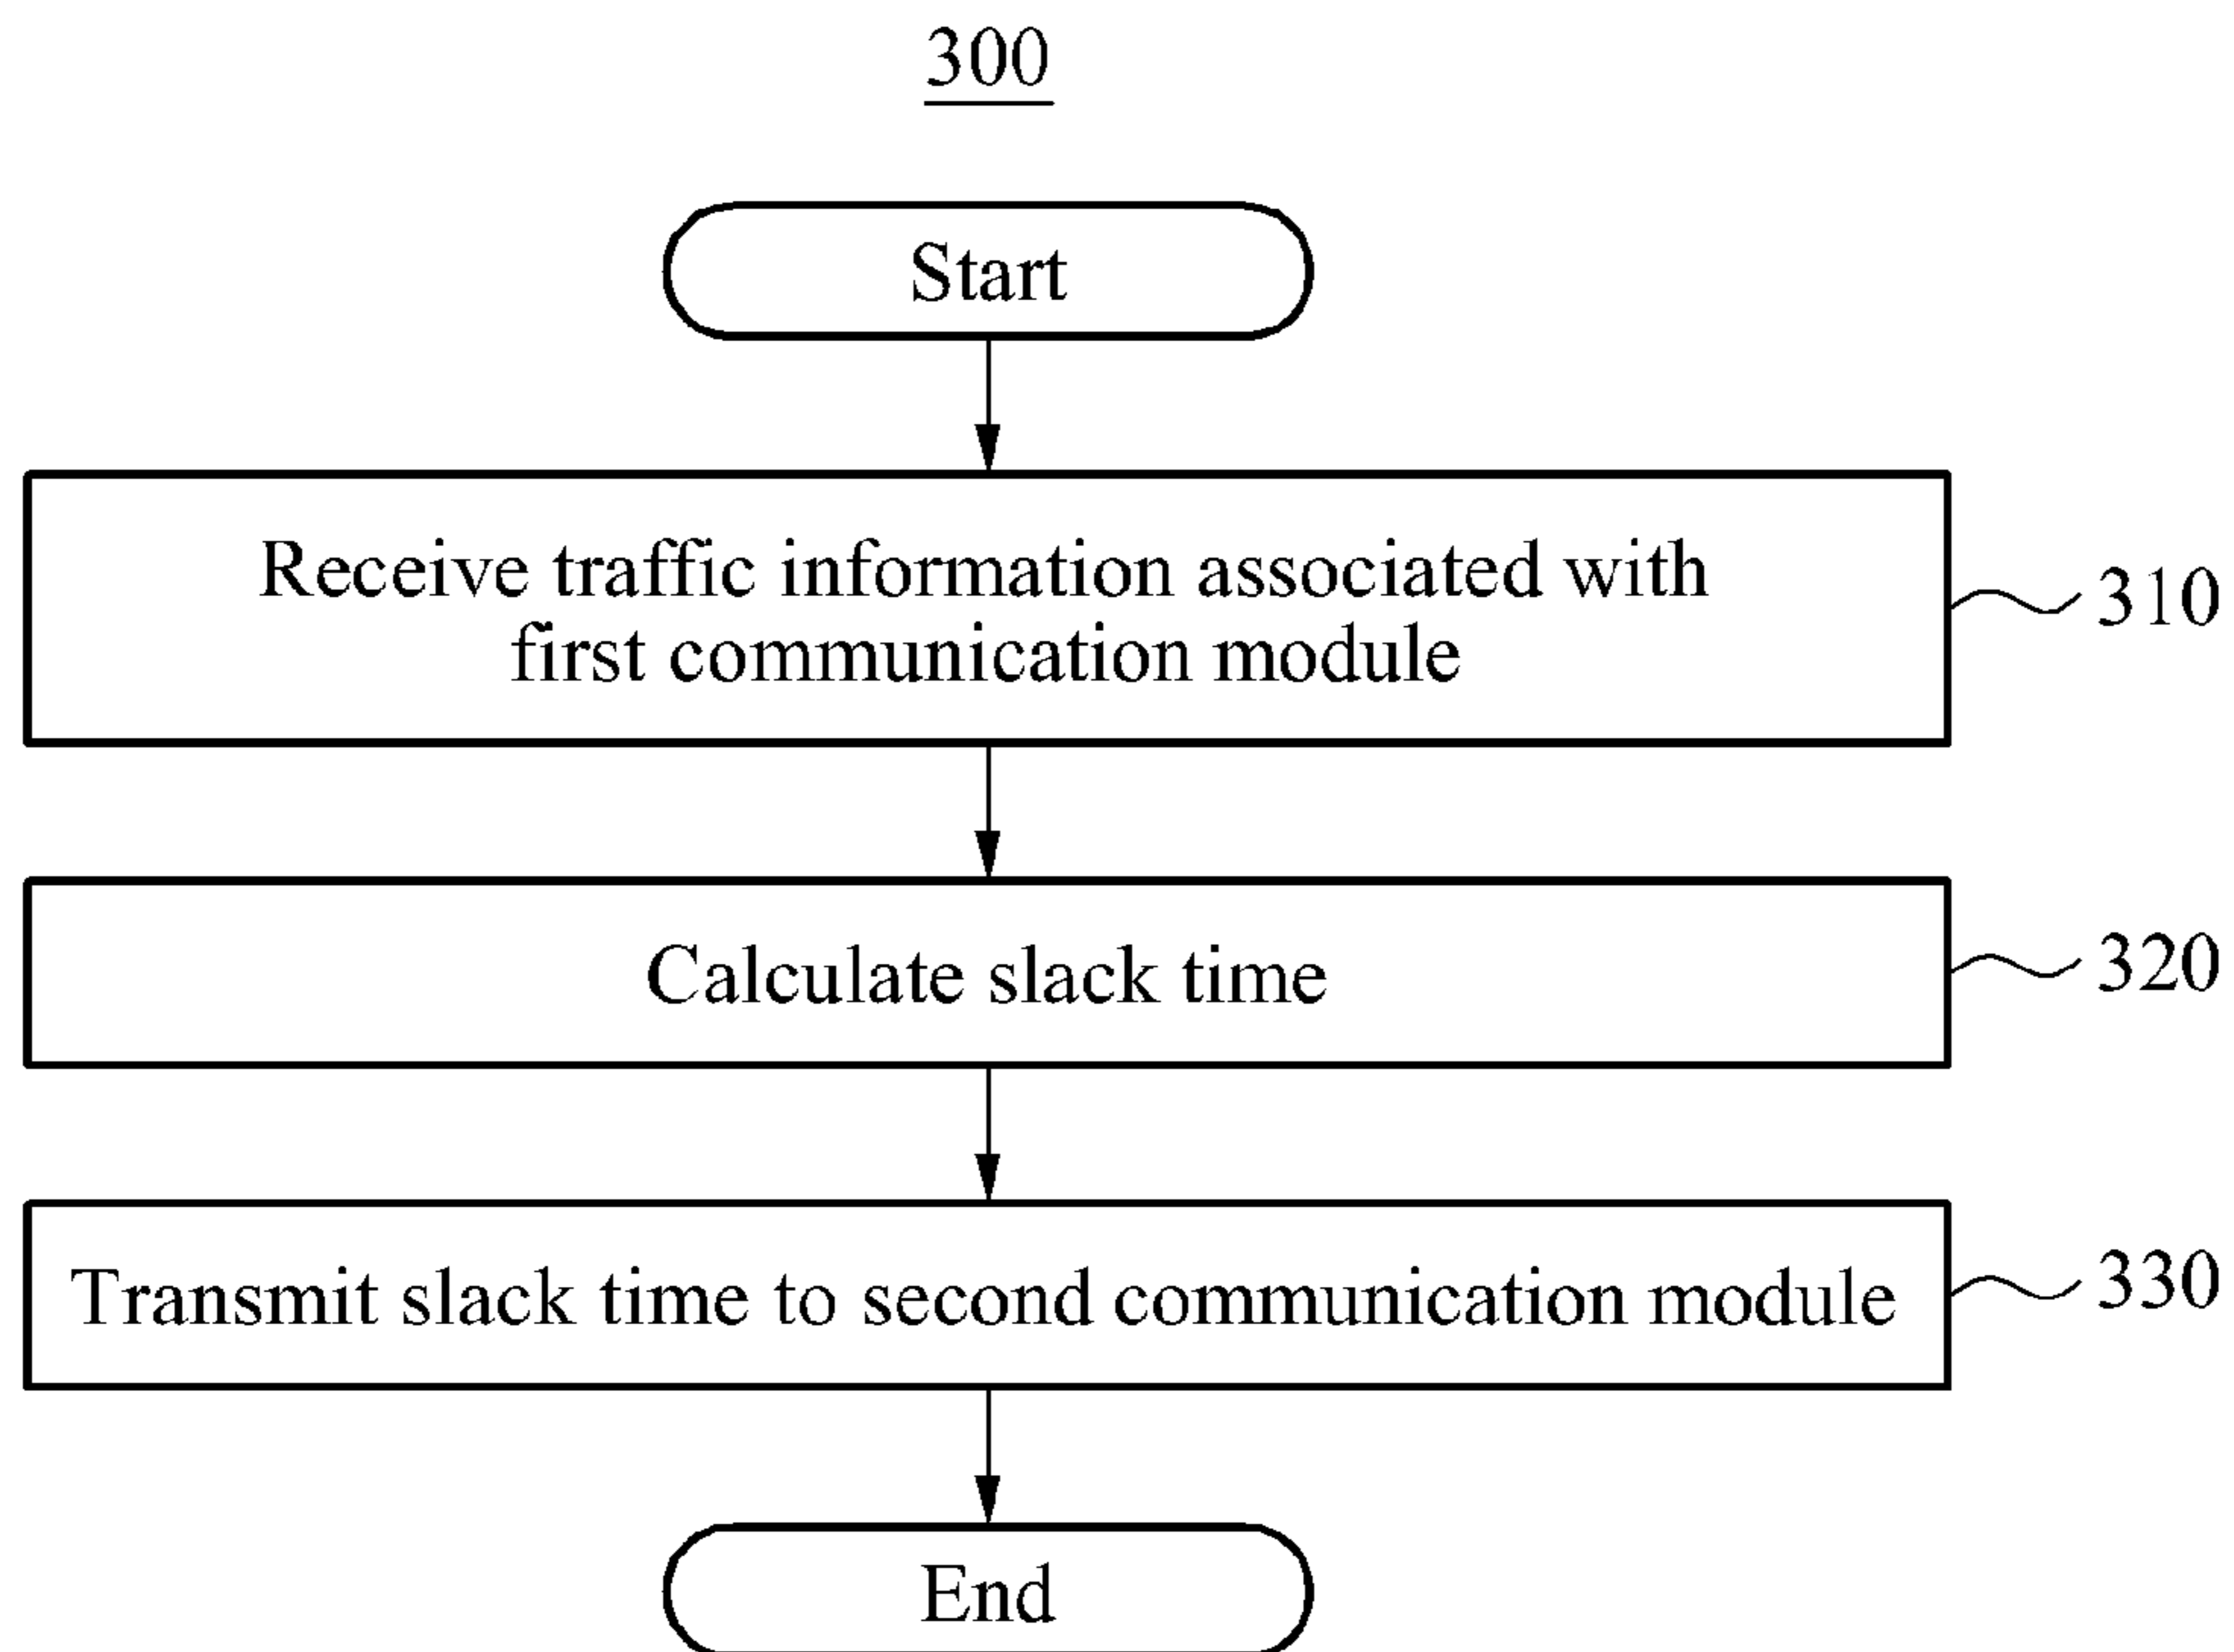 300
Start
Receive traffic information associated with
first communication module
310
Calculate slack time
320
Transmit slack time to second communication module
330
End